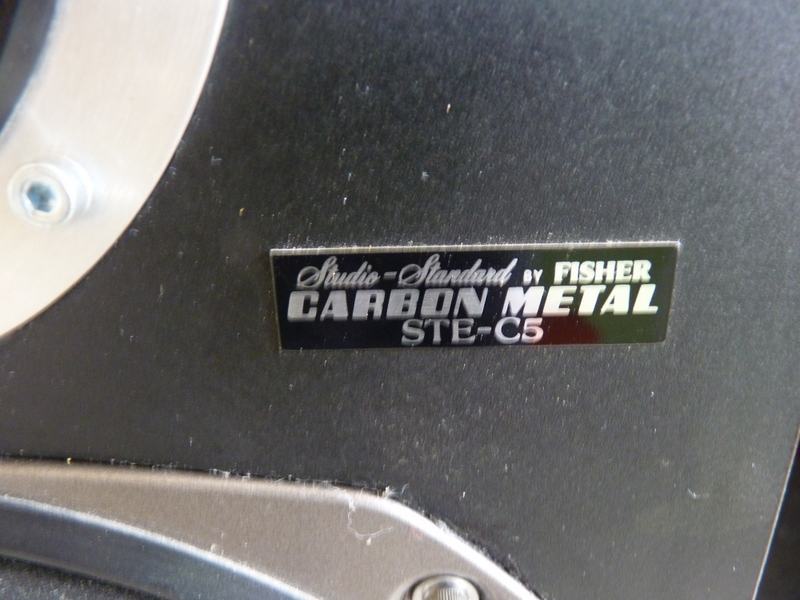 Studio-Standard BY FISHER
CARBON METAL
STE-C5